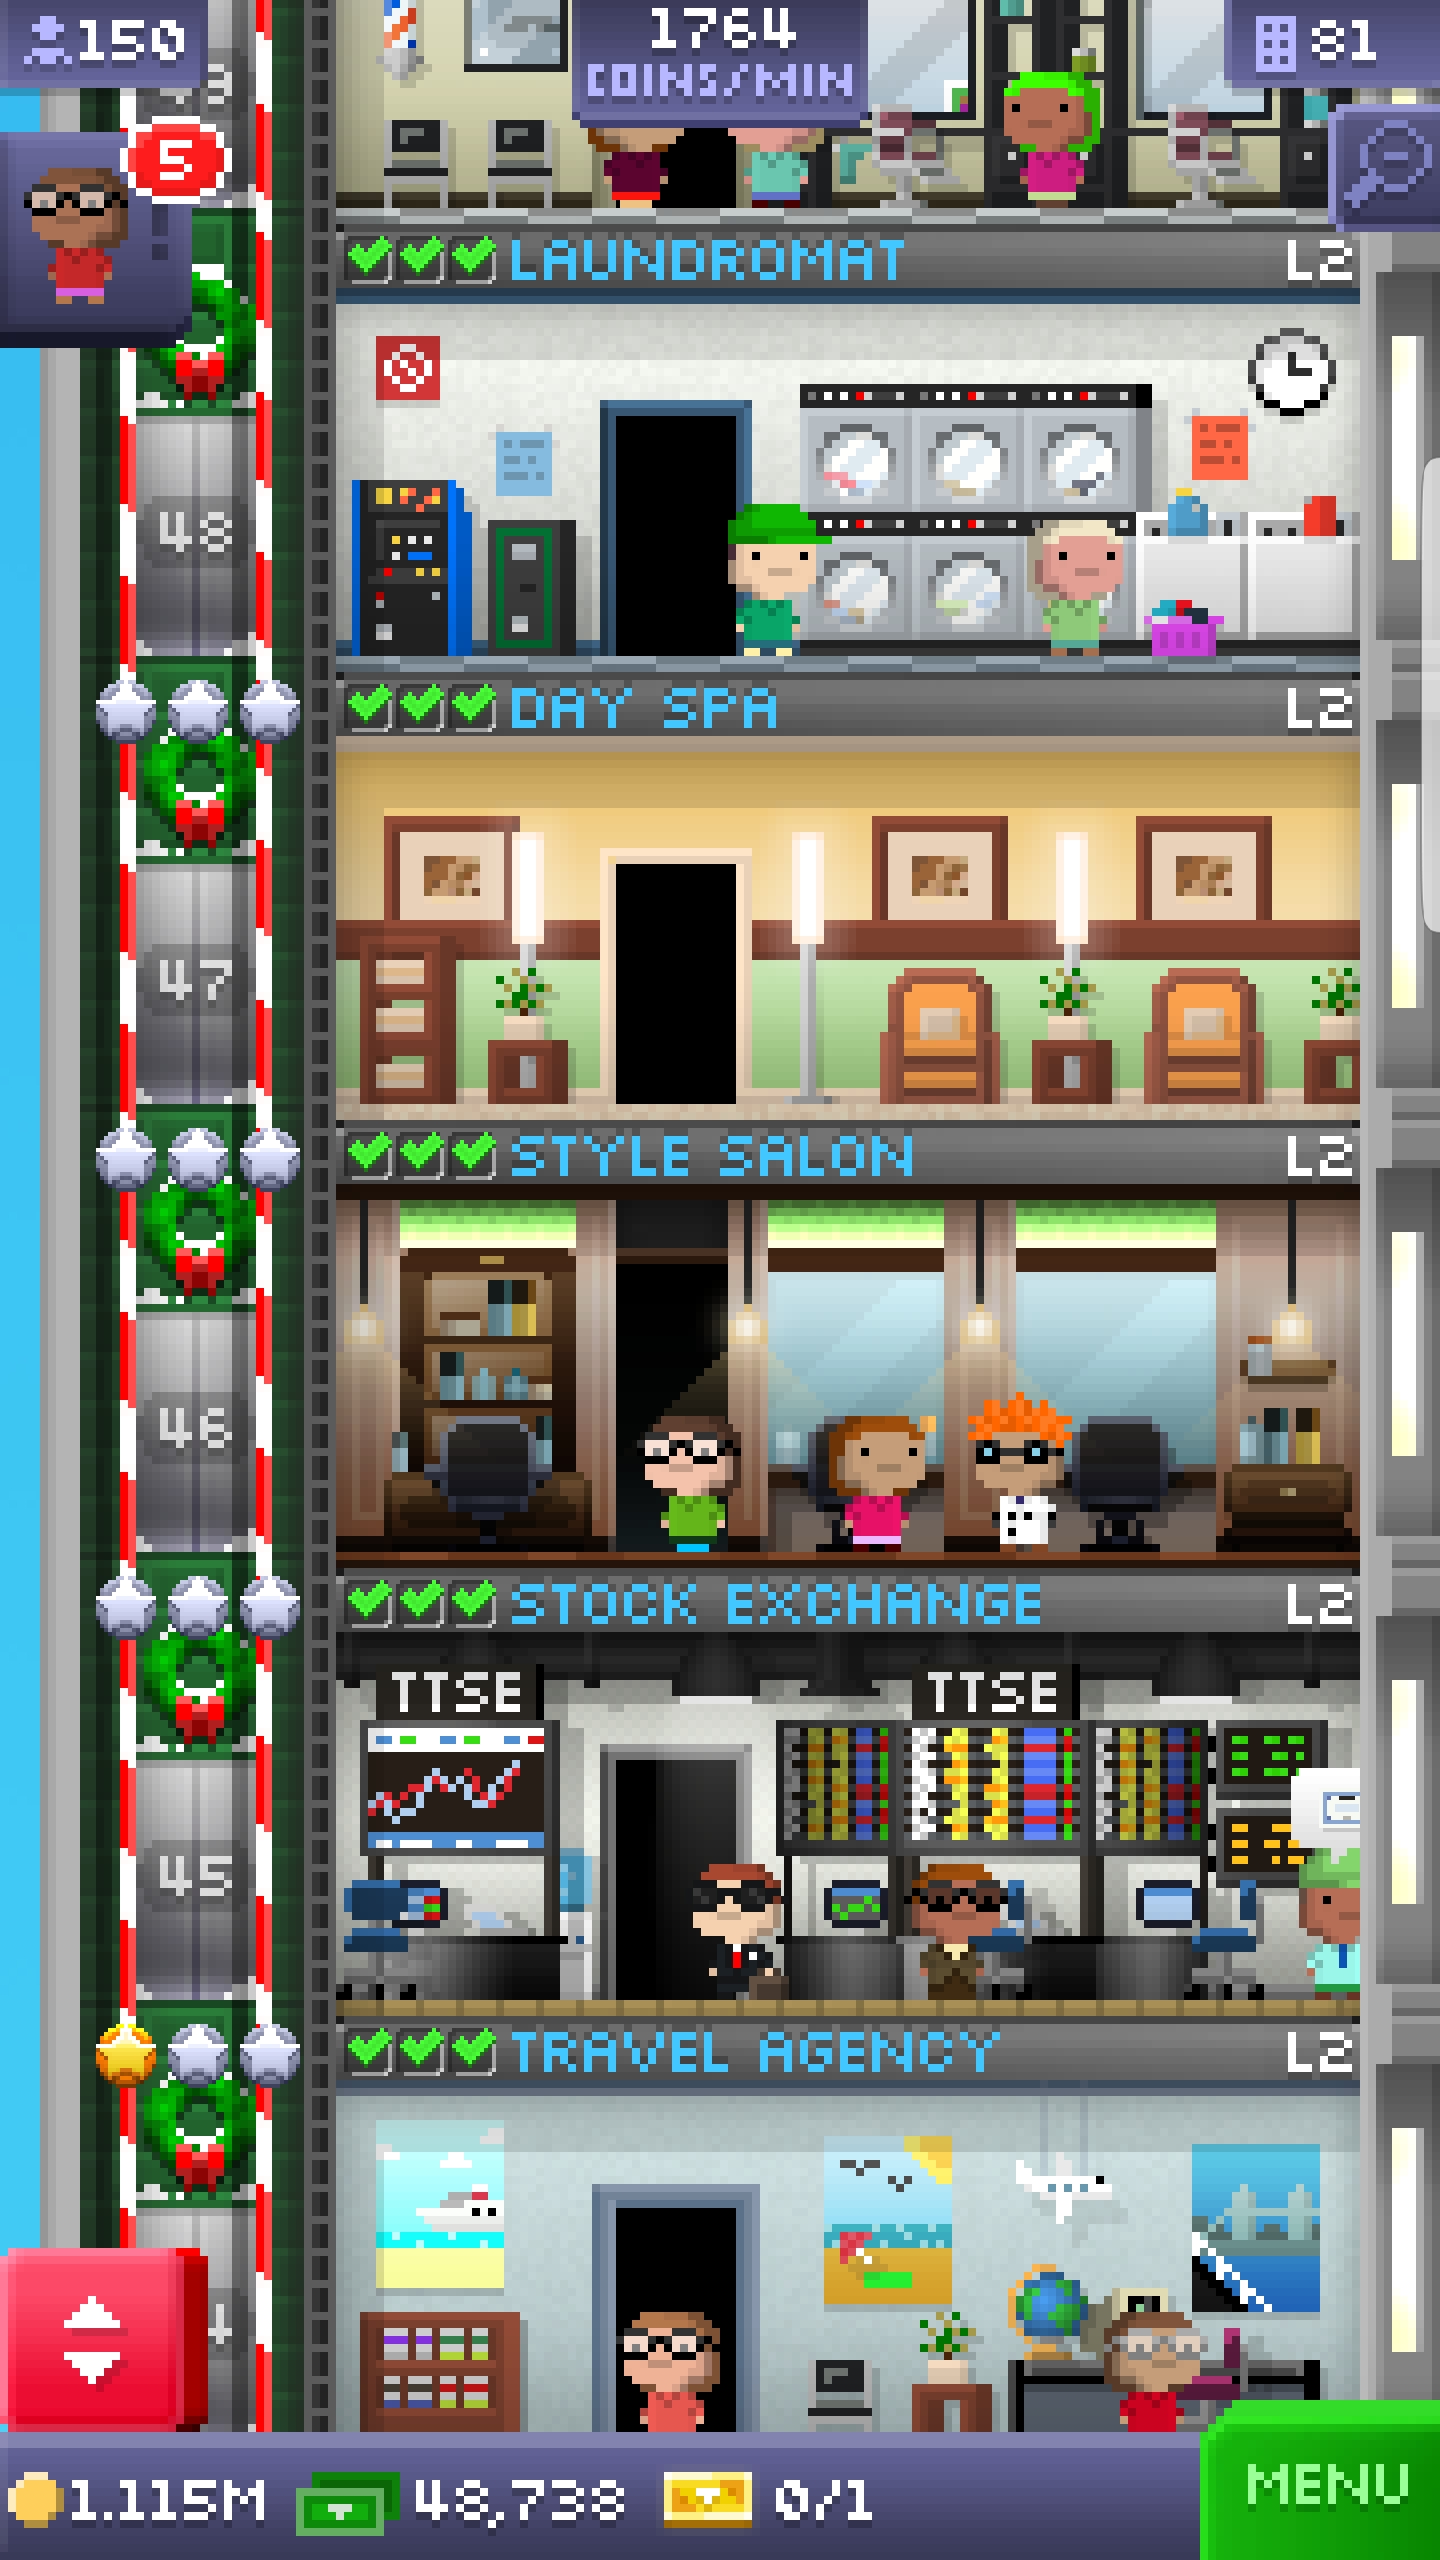 150
1764
COINS/MIN
81
5
LAUNDROMAT L2
48
DAY SPA L2
47
STYLE SALON L2
46
STOCK EXCHANGE L2
TTSE TTSE
45
TRAVEL AGENCY L2
1.115M 48,738 0/1 MENU